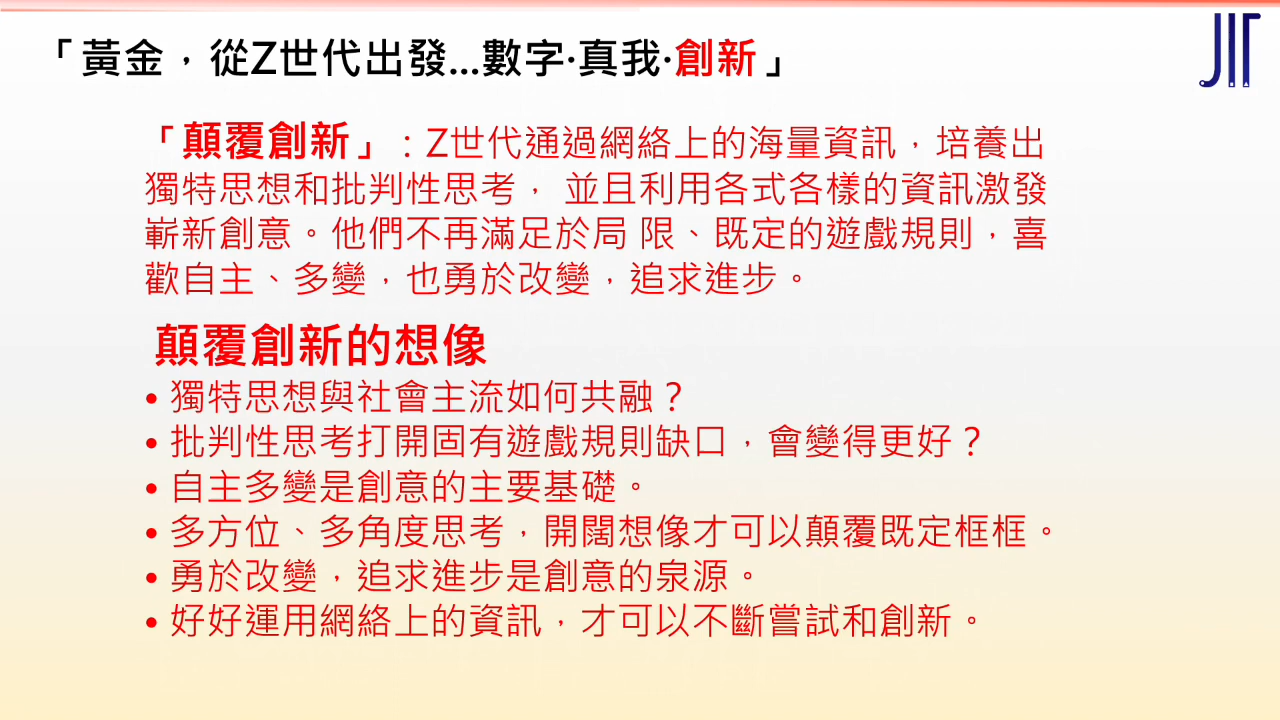 「黃金，從Z世代出發...數字·真我·創新」
JIT
「顛覆創新」：Z世代通過網絡上的海量資訊，培養出
獨特思想和批判性思考， 並且利用各式各樣的資訊激發
嶄新創意。他們不再滿足於局 限、既定的遊戲規則，喜
歡自主、多變，也勇於改變，追求進步。
顛覆創新的想像
• 獨特思想與社會主流如何共融？
• 批判性思考打開固有遊戲規則缺口，會變得更好？
• 自主多變是創意的主要基礎。
• 多方位、多角度思考，開闊想像才可以顛覆既定框框。
• 勇於改變，追求進步是創意的泉源。
• 好好運用網絡上的資訊，才可以不斷嘗試和創新。